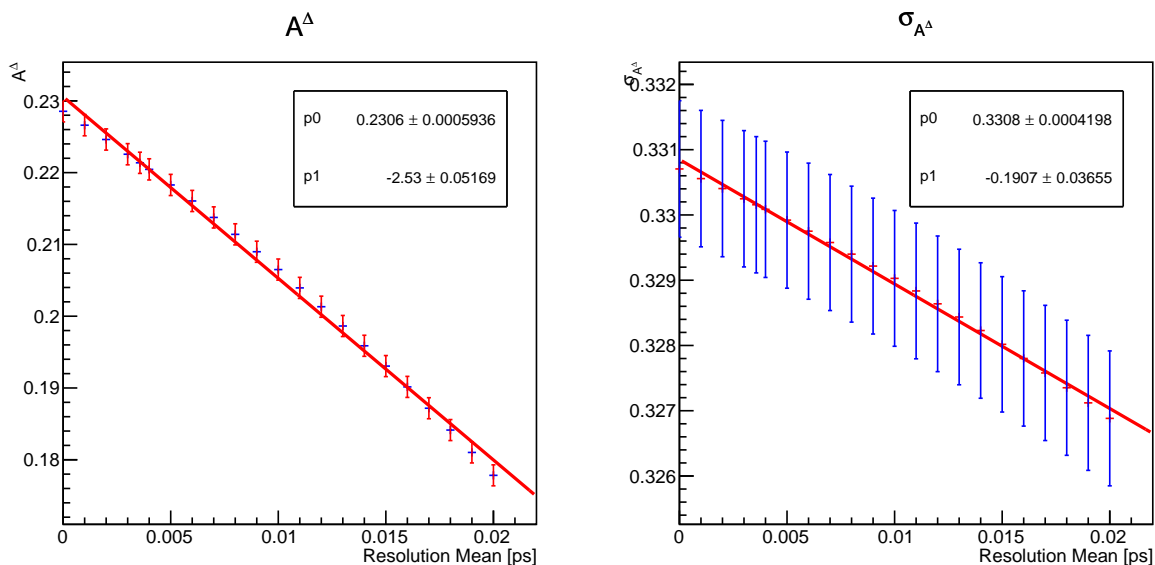 A^Δ
A^Δ
0.23
0.22
0.21
0.2
0.19
0.18
p0 0.2306 ± 0.0005936
p1 -2.53 ± 0.05169
0 0.005 0.01 0.015 0.02
Resolution Mean [ps]
σ_A^Δ
σ_A^Δ
0.332
0.331
0.33
0.329
0.328
0.327
0.326
p0 0.3308 ± 0.0004198
p1 -0.1907 ± 0.03655
0 0.005 0.01 0.015 0.02
Resolution Mean [ps]